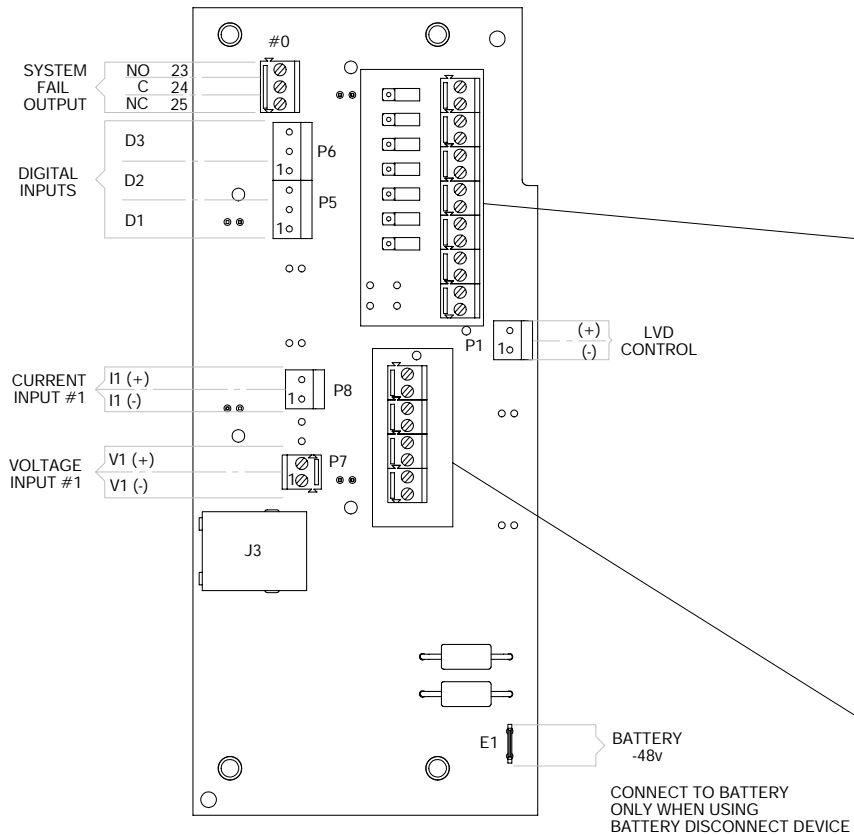 #0
SYSTEM
FAIL
OUTPUT
NO 23
C 24
NC 25
DIGITAL
INPUTS
D3
D2
D1
P6
1
P5
1
P1
1
(+)
(-)
LVD
CONTROL
CURRENT
INPUT #1
I1 (+)
I1 (-)
P8
1
VOLTAGE
INPUT #1
V1 (+)
V1 (-)
P7
1
J3
E1
BATTERY
-48v
CONNECT TO BATTERY
ONLY WHEN USING
BATTERY DISCONNECT DEVICE